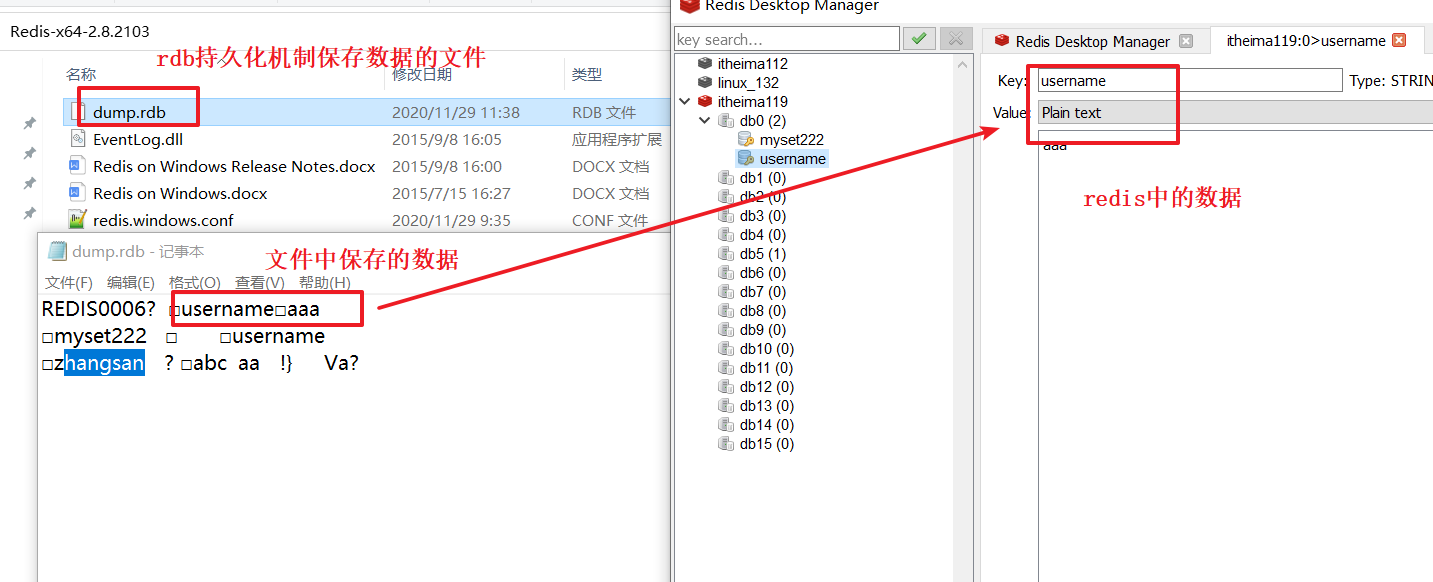 Redis-x64-2.8.2103
rdb持久化机制保存数据的文件
名称
修改日期
类型
dump.rdb
2020/11/29 11:38
RDB 文件
EventLog.dll
2015/9/8 16:05
应用程序扩展
Redis on Windows Release Notes.docx
2015/9/8 16:00
DOCX 文档
Redis on Windows.docx
2015/7/15 16:27
DOCX 文档
redis.windows.conf
2020/11/29 9:35
CONF 文件
dump.rdb - 记事本
文件中保存的数据
文件(F) 编辑(E) 格式(O) 查看(V) 帮助(H)
REDIS0006? □username□aaa
□myset222 □ □username
□zhangsan ? □abc aa !} Va?
Redis Desktop Manager
key search...
itheima112
linux_132
itheima119
db0 (2)
myset222
username
db1 (0)
db2 (0)
db3 (0)
db4 (0)
db5 (1)
db6 (0)
db7 (0)
db8 (0)
db9 (0)
db10 (0)
db11 (0)
db12 (0)
db13 (0)
db14 (0)
db15 (0)
Redis Desktop Manager
itheima119:0>username
Key: username Type: STRIN
Value: Plain text
aaa
redis中的数据